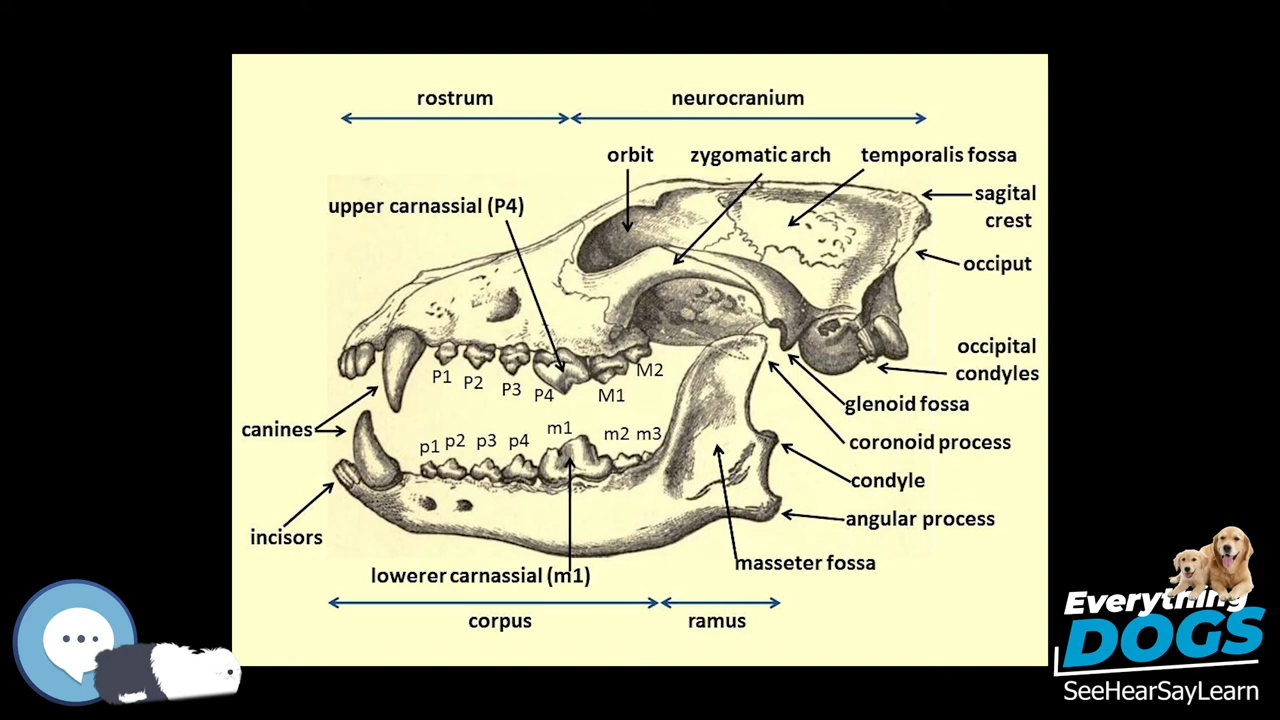 rostrum
neurocranium
orbit
zygomatic arch
temporalis fossa
upper carnassial (P4)
sagital
crest
occiput
P1
P2
P3
P4
M1
M2
occipital
condyles
glenoid fossa
canines
p1
p2
p3
p4
m1
m2
m3
coronoid process
condyle
angular process
incisors
masseter fossa
lowerer carnassial (m1)
corpus
ramus
Everything
DOGS
SeeHearSayLearn